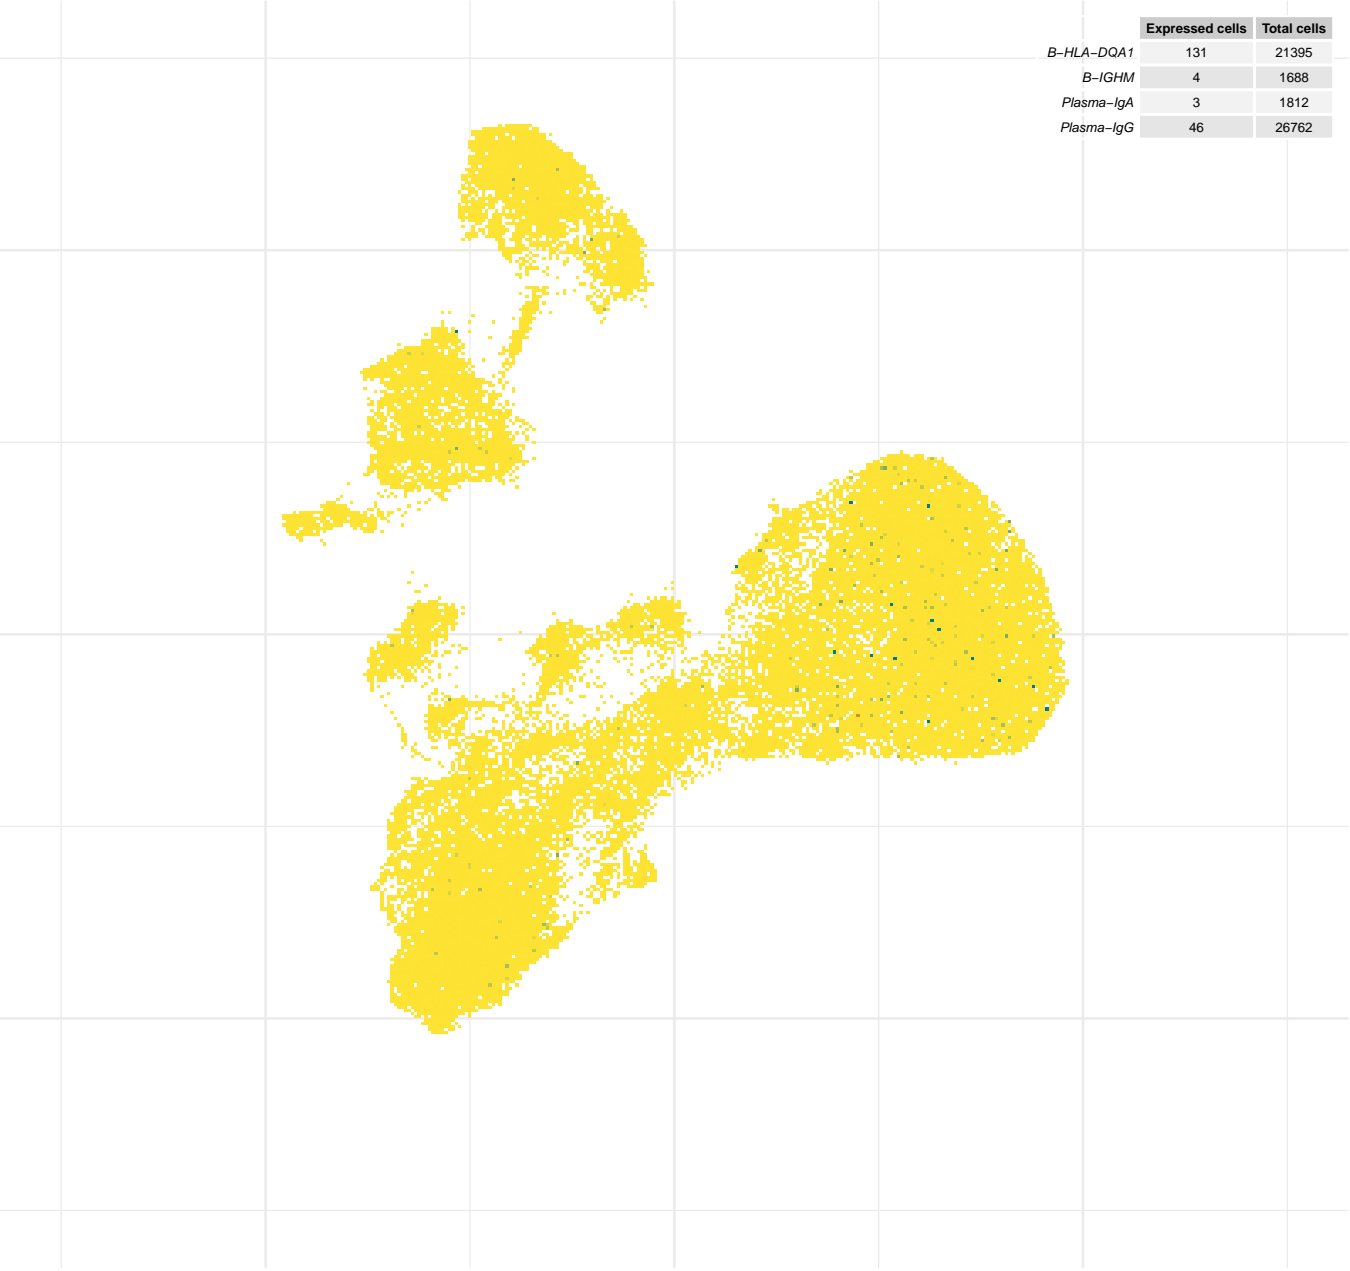 Expressed cells Total cells
B−HLA−DQA1 131 21395
B−IGHM 4 1688
Plasma−IgA 3 1812
Plasma−IgG 46 26762